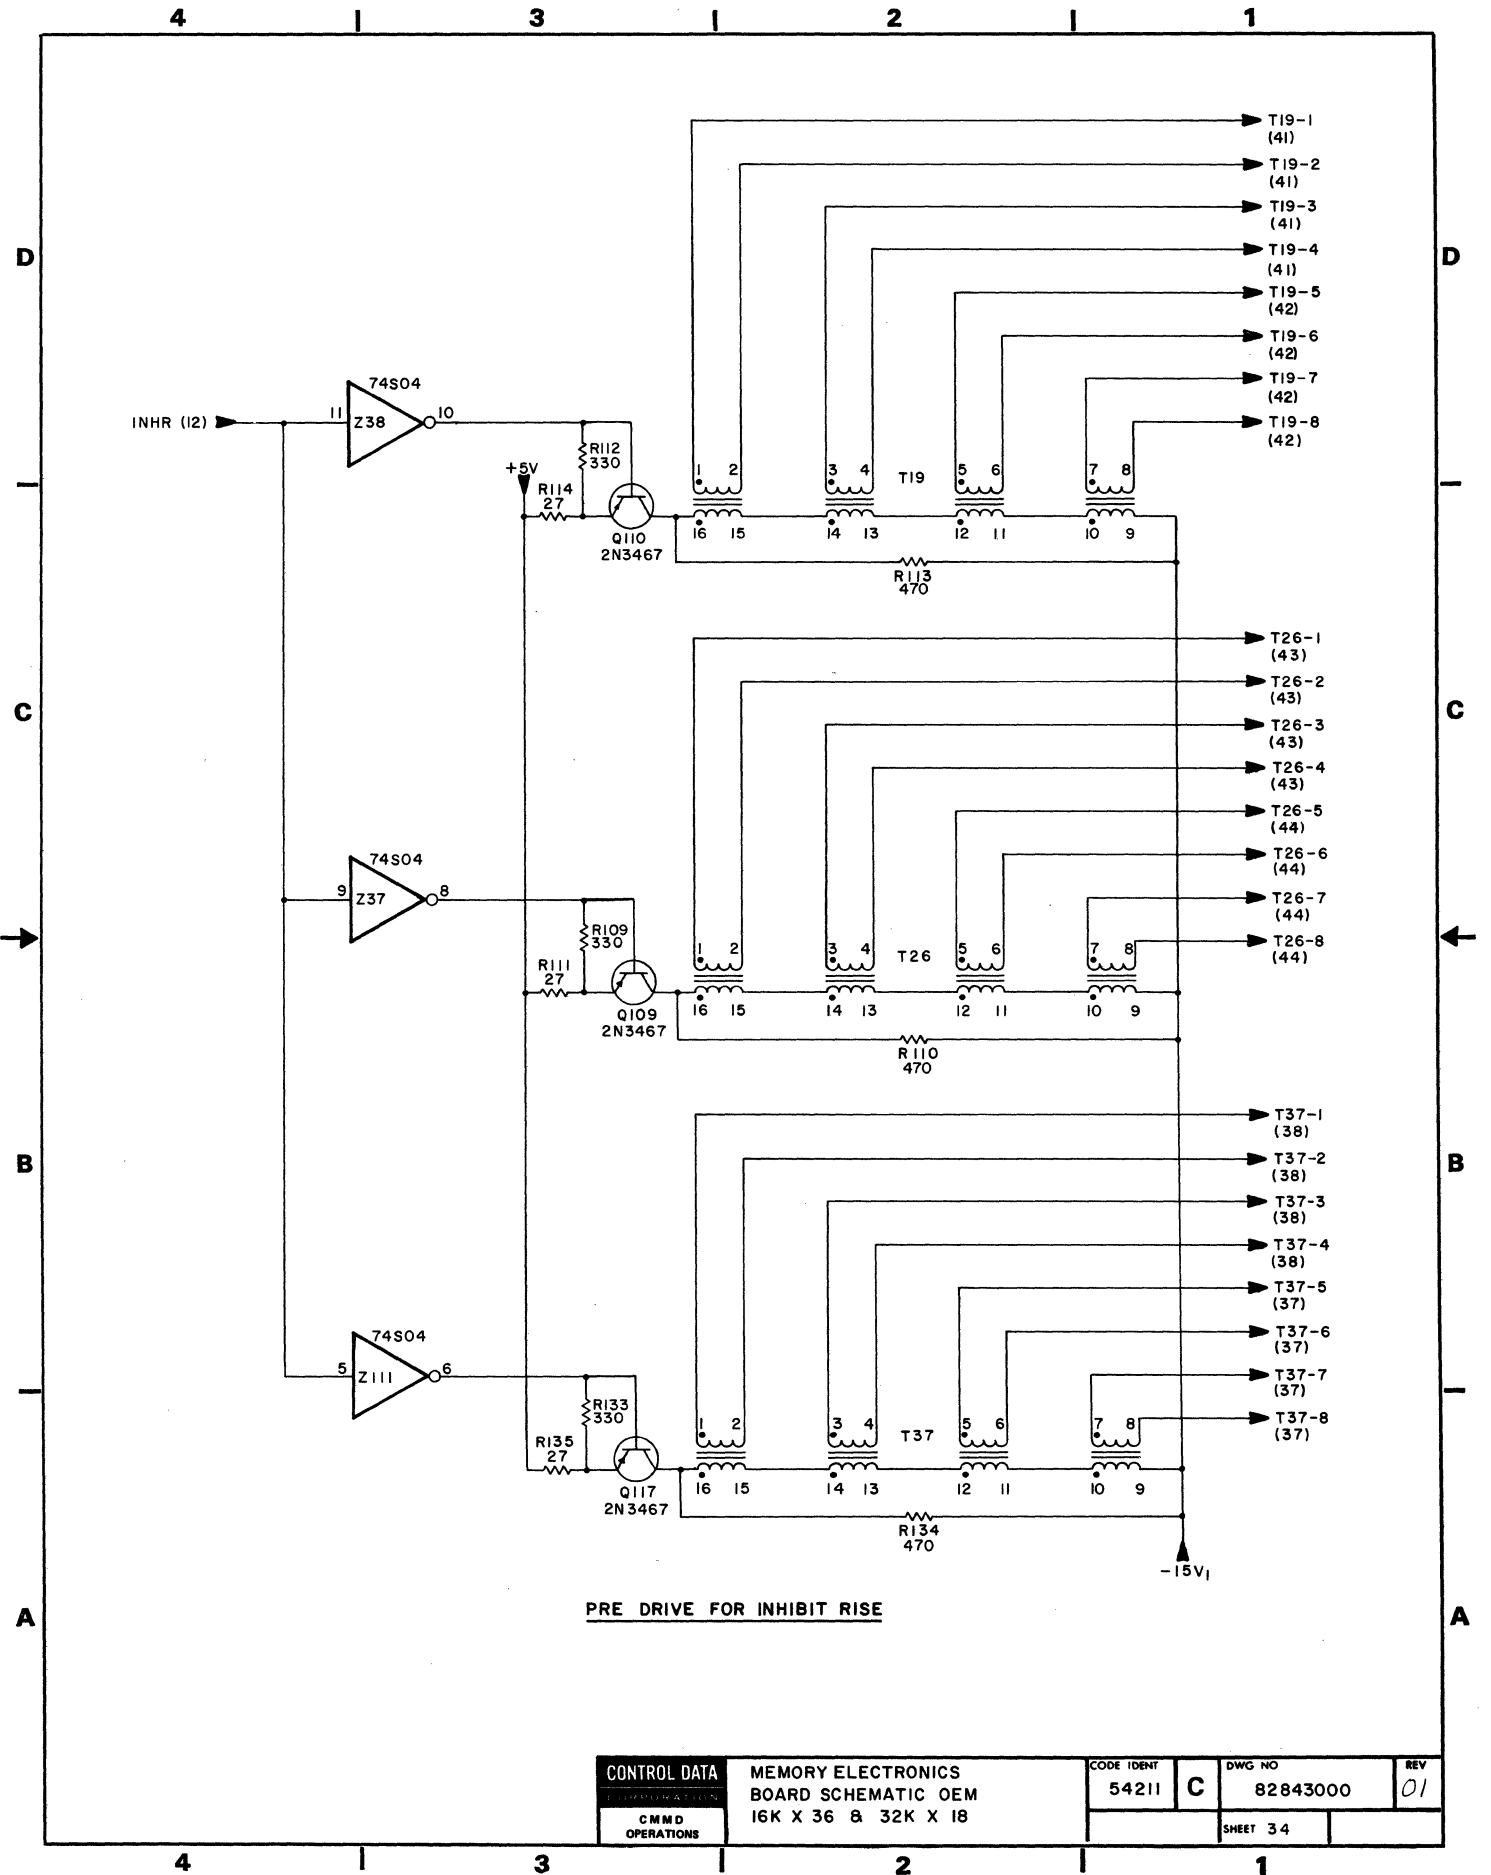 4 3 2 1
T19-1
(41)
T19-2
(41)
T19-3
(41)
D D
T19-4
(41)
T19-5
(42)
T19-6
(42)
T19-7
(42)
T19-8
(42)
74S04
INHR (12)
11 Z38 10
R112
330
+5V
R114
27
1 2 3 4 T19 5 6 7 8
16 15 14 13 12 11 10 9
Q110
2N3467
R113
470
T26-1
(43)
T26-2
(43)
C C
T26-3
(43)
T26-4
(43)
T26-5
(44)
T26-6
(44)
T26-7
(44)
T26-8
(44)
74S04
9 Z37 8
R109
330
R111
27
1 2 3 4 T26 5 6 7 8
16 15 14 13 12 11 10 9
Q109
2N3467
R110
470
T37-1
(38)
B B
T37-2
(38)
T37-3
(38)
T37-4
(38)
T37-5
(37)
T37-6
(37)
T37-7
(37)
T37-8
(37)
74S04
5 Z111 6
R133
330
R135
27
1 2 3 4 T37 5 6 7 8
16 15 14 13 12 11 10 9
Q117
2N3467
R134
470
-15V1
PRE DRIVE FOR INHIBIT RISE
A A
CONTROL DATA
CORPORATION
CMMD
OPERATIONS
MEMORY ELECTRONICS
BOARD SCHEMATIC OEM
16K X 36 & 32K X 18
CODE IDENT
54211
C
DWG NO
82843000
REV
01
SHEET 34
4 3 2 1